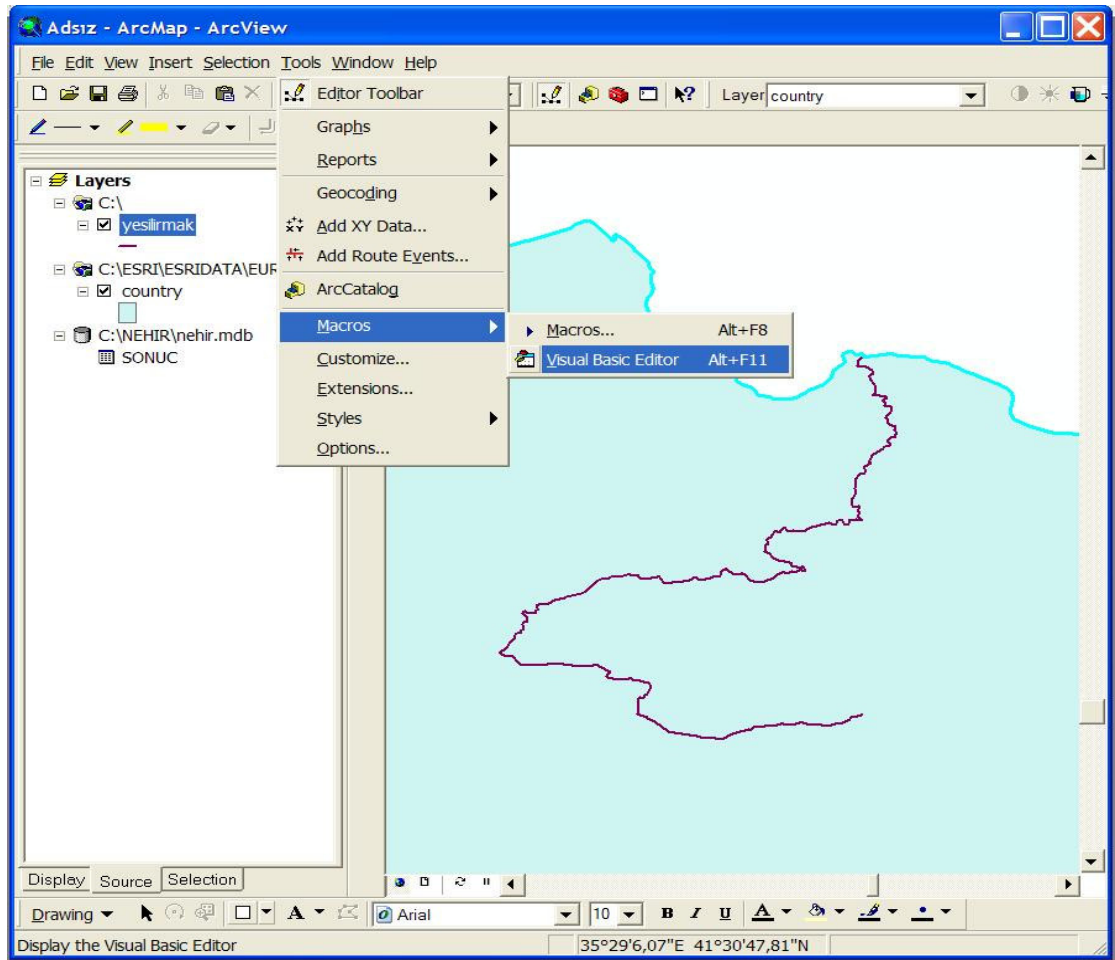 Adsız - ArcMap - ArcView
File Edit View Insert Selection Tools Window Help
Layer country
Editor Toolbar
Graphs
Reports
Geocoding
Add XY Data...
Add Route Events...
ArcCatalog
Macros
Customize...
Extensions...
Styles
Options...
Macros... Alt+F8
Visual Basic Editor Alt+F11
Layers
C:\
yesilirmak
C:\ESRI\ESRIDATA\EUR
country
C:\NEHIR\nehir.mdb
SONUC
Display Source Selection
Drawing A Arial 10 B I U A
Display the Visual Basic Editor 35°29'6,07"E 41°30'47,81"N